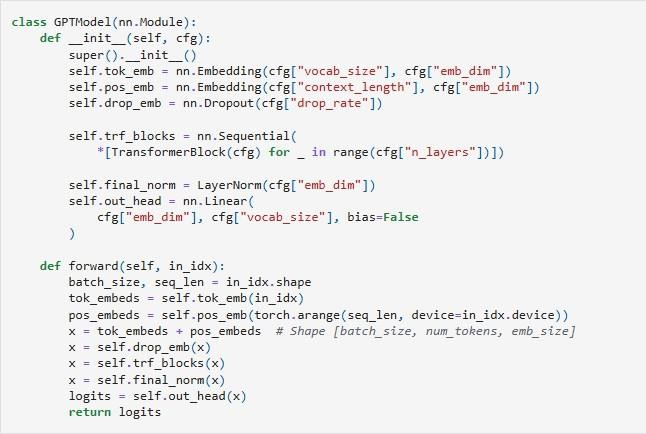 class GPTModel(nn.Module):
    def __init__(self, cfg):
        super().__init__()
        self.tok_emb = nn.Embedding(cfg["vocab_size"], cfg["emb_dim"])
        self.pos_emb = nn.Embedding(cfg["context_length"], cfg["emb_dim"])
        self.drop_emb = nn.Dropout(cfg["drop_rate"])

        self.trf_blocks = nn.Sequential(
            *[TransformerBlock(cfg) for _ in range(cfg["n_layers"])])

        self.final_norm = LayerNorm(cfg["emb_dim"])
        self.out_head = nn.Linear(
            cfg["emb_dim"], cfg["vocab_size"], bias=False
        )

    def forward(self, in_idx):
        batch_size, seq_len = in_idx.shape
        tok_embeds = self.tok_emb(in_idx)
        pos_embeds = self.pos_emb(torch.arange(seq_len, device=in_idx.device))
        x = tok_embeds + pos_embeds  # Shape [batch_size, num_tokens, emb_size]
        x = self.drop_emb(x)
        x = self.trf_blocks(x)
        x = self.final_norm(x)
        logits = self.out_head(x)
        return logits